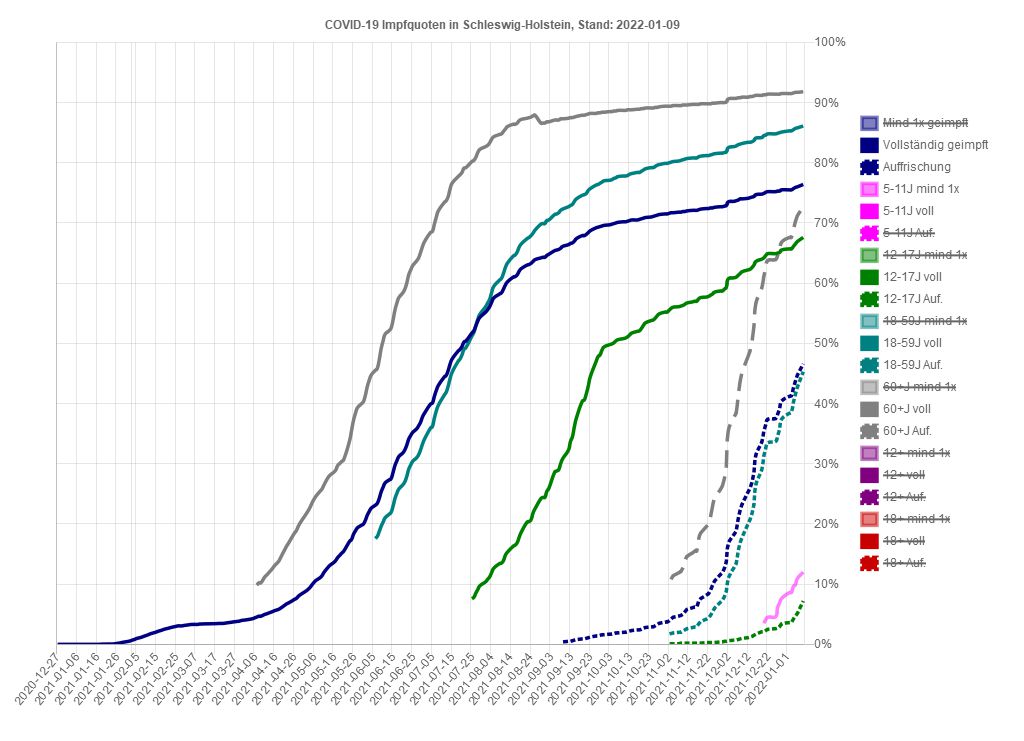 COVID-19 Impfquoten in Schleswig-Holstein, Stand: 2022-01-09
100%
90%
80%
70%
60%
50%
40%
30%
20%
10%
0%
Mind 1x geimpft
Vollständig geimpft
Auffrischung
5-11J mind 1x
5-11J voll
5-11J Auf.
12-17J mind 1x
12-17J voll
12-17J Auf.
18-59J mind 1x
18-59J voll
18-59J Auf.
60+J mind 1x
60+J voll
60+J Auf.
12+ mind 1x
12+ voll
12+ Auf.
18+ mind 1x
18+ voll
18+ Auf.
2020-12-27
2021-01-06
2021-01-16
2021-01-26
2021-02-05
2021-02-15
2021-02-25
2021-03-07
2021-03-17
2021-03-27
2021-04-06
2021-04-16
2021-04-26
2021-05-06
2021-05-16
2021-05-26
2021-06-05
2021-06-15
2021-06-25
2021-07-05
2021-07-15
2021-07-25
2021-08-04
2021-08-14
2021-08-24
2021-09-03
2021-09-13
2021-09-23
2021-10-03
2021-10-13
2021-10-23
2021-11-02
2021-11-12
2021-11-22
2021-12-02
2021-12-12
2021-12-22
2022-01-01